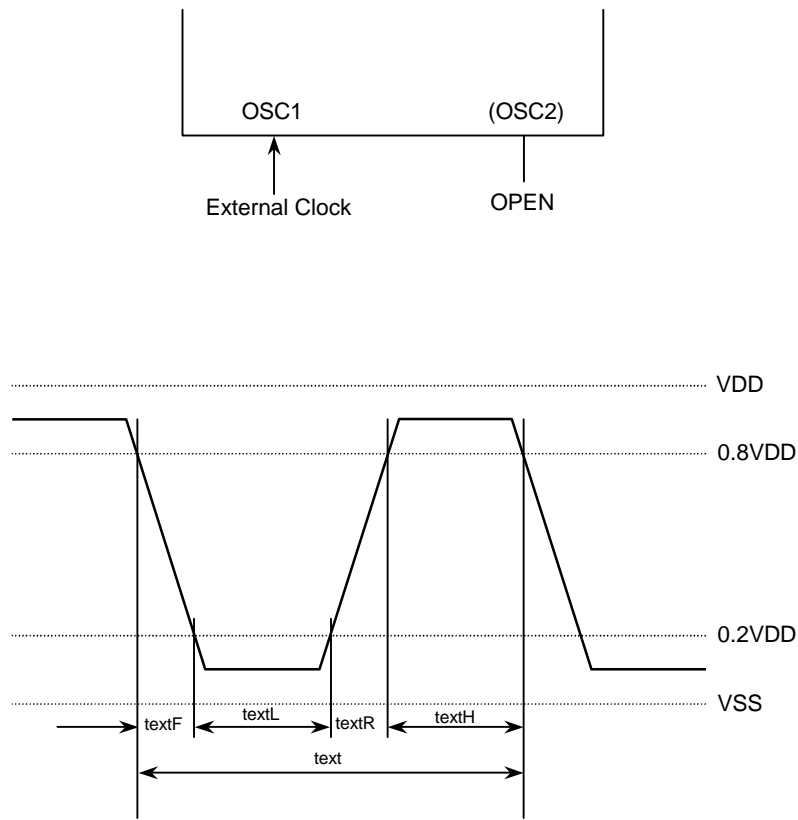 OSC1 (OSC2)
External Clock OPEN
VDD
0.8VDD
0.2VDD
VSS
textF textL textR textH
text